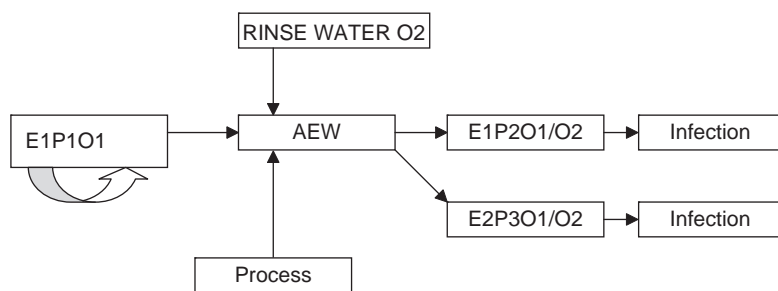 RINSE WATER O2
E1P1O1
AEW
E1P2O1/O2
Infection
E2P3O1/O2
Infection
Process